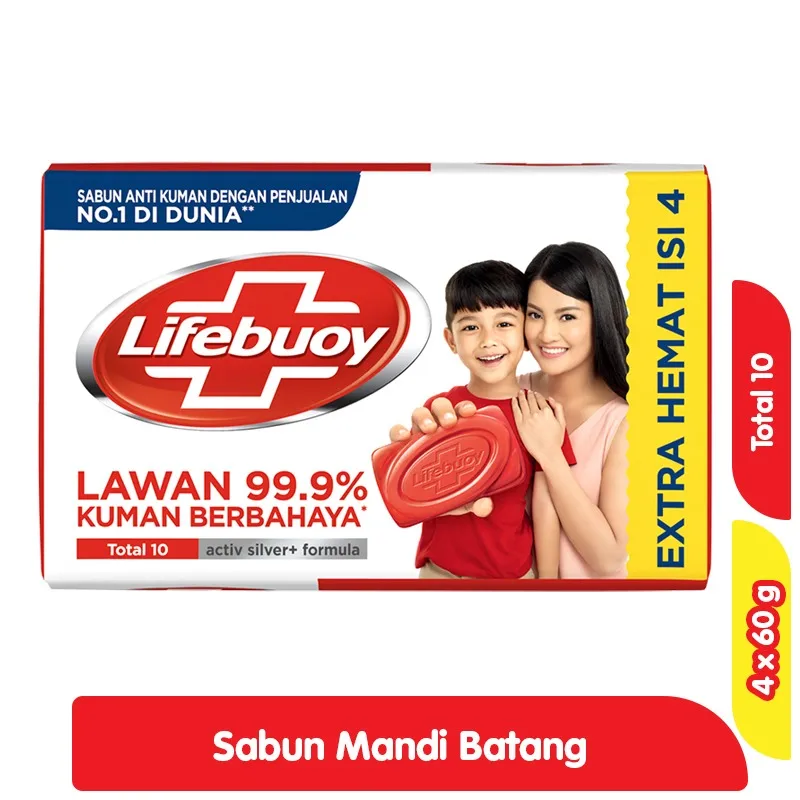 SABUN ANTI KUMAN DENGAN PENJUALAN
NO.1 DI DUNIA**
Lifebuoy
LAWAN 99.9%
KUMAN BERBAHAYA*
Total 10 activ silver+ formula
Lifebuoy
EXTRA HEMAT ISI 4
Total 10
4 x 60 g
Sabun Mandi Batang